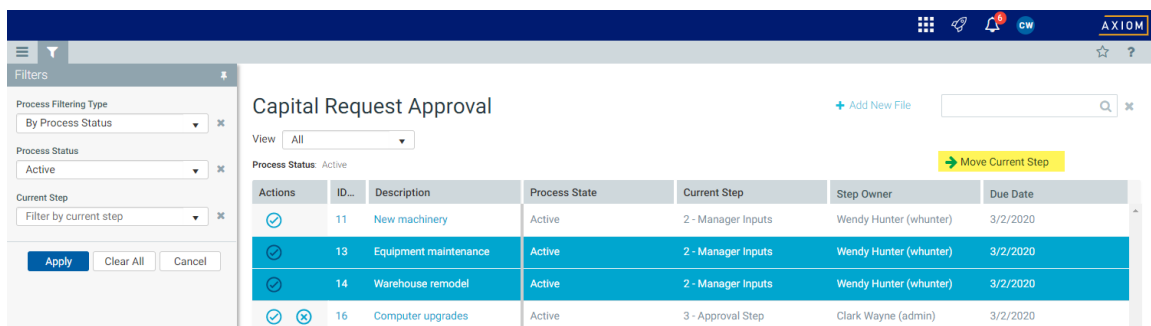 6
CW
AXIOM
?
Filters
Process Filtering Type
By Process Status
Process Status
Active
Current Step
Filter by current step
Apply Clear All Cancel
Capital Request Approval
Add New File
View All
Process Status: Active
Move Current Step
Actions ID... Description Process State Current Step Step Owner Due Date
11 New machinery Active 2 - Manager Inputs Wendy Hunter (whunter) 3/2/2020
13 Equipment maintenance Active 2 - Manager Inputs Wendy Hunter (whunter) 3/2/2020
14 Warehouse remodel Active 2 - Manager Inputs Wendy Hunter (whunter) 3/2/2020
16 Computer upgrades Active 3 - Approval Step Clark Wayne (admin) 3/2/2020